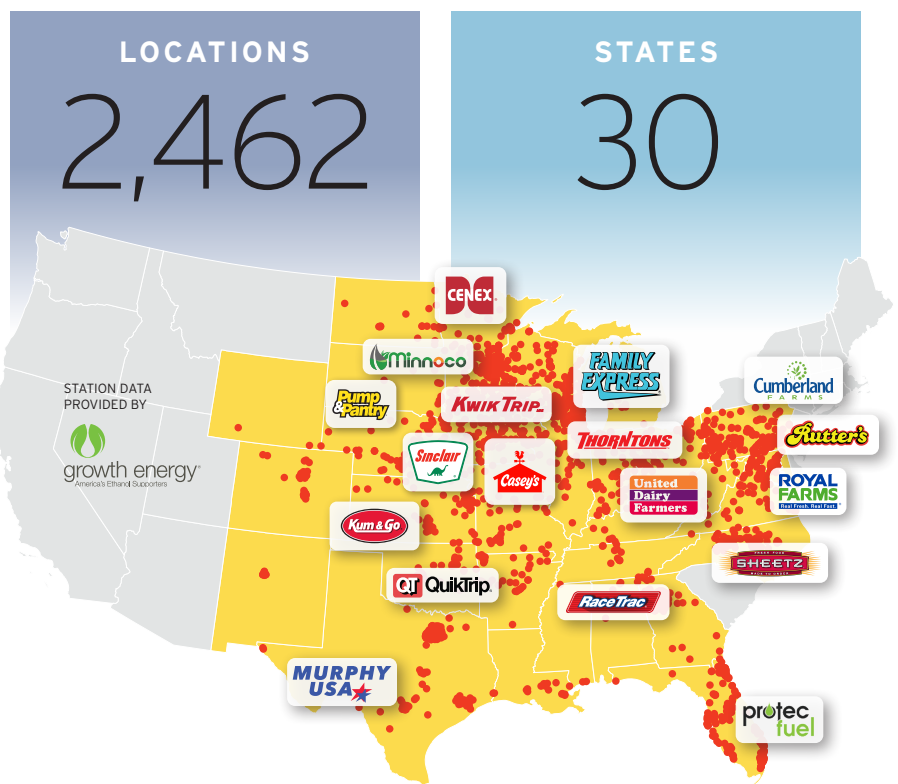 LOCATIONS
2,462
STATES
30
CENEX®
Minnoco
FAMILY
EXPRESS
STATION DATA
PROVIDED BY
growth energy®
America's Ethanol Supporters
Pump
& Pantry
KWIK TRIP
Cumberland
FARMS
Rutter's
THORNTONS
Sinclair
Casey's
United
Dairy
Farmers
ROYAL
FARMS
Real Fresh. Real Fast.
Kum & Go
SHEETZ
QT QuikTrip
RaceTrac
MURPHY
USA
protec
fuel